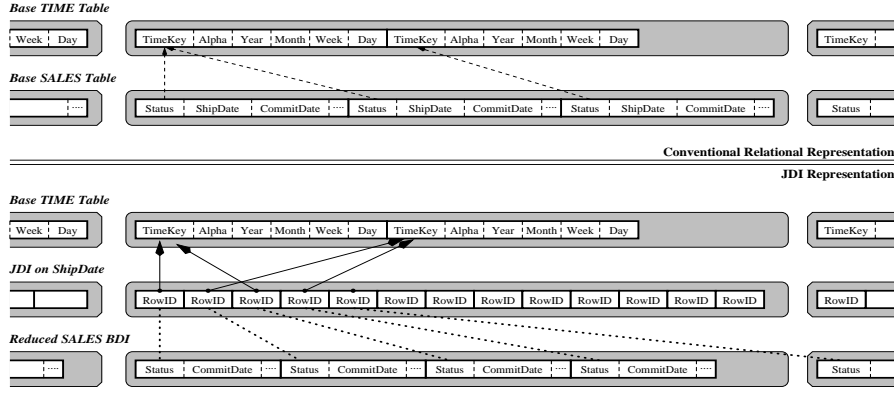 Base TIME Table
Week Day TimeKey Alpha Year Month Week Day TimeKey Alpha Year Month Week Day TimeKey
Base SALES Table
.... Status ShipDate CommitDate .... Status ShipDate CommitDate .... Status ShipDate CommitDate .... Status
Conventional Relational Representation
JDI Representation
Base TIME Table
Week Day TimeKey Alpha Year Month Week Day TimeKey Alpha Year Month Week Day TimeKey
JDI on ShipDate
RowID RowID RowID RowID RowID RowID RowID RowID RowID RowID RowID RowID RowID RowID
Reduced SALES BDI
.... Status CommitDate .... Status CommitDate .... Status CommitDate .... Status CommitDate .... Status